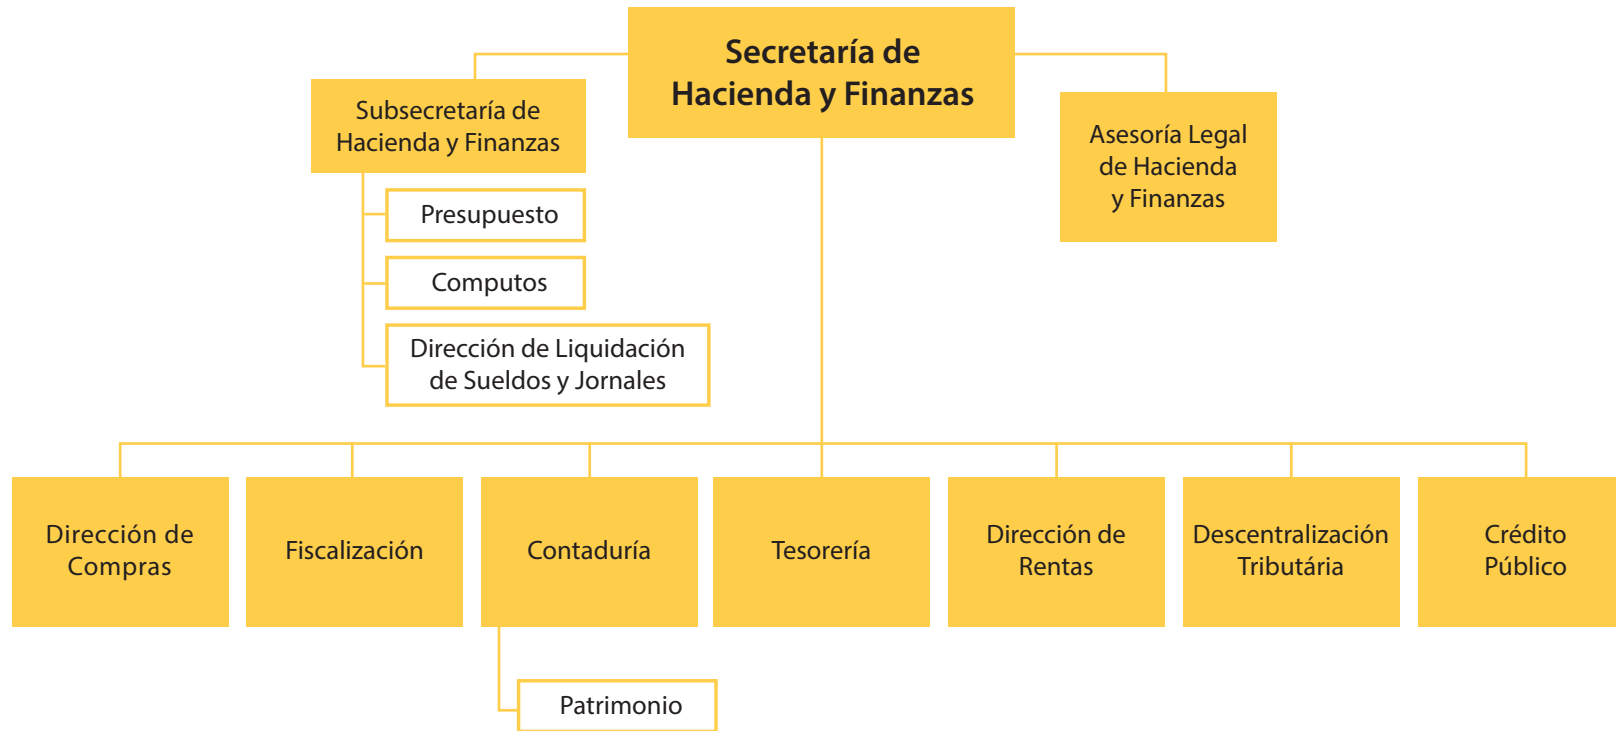 Secretaría de
Hacienda y Finanzas
Subsecretaría de
Hacienda y Finanzas
Asesoría Legal
de Hacienda
y Finanzas
Presupuesto
Computos
Dirección de Liquidación
de Sueldos y Jornales
Dirección de
Compras
Fiscalización
Contaduría
Tesorería
Dirección de
Rentas
Descentralización
Tributária
Crédito
Público
Patrimonio